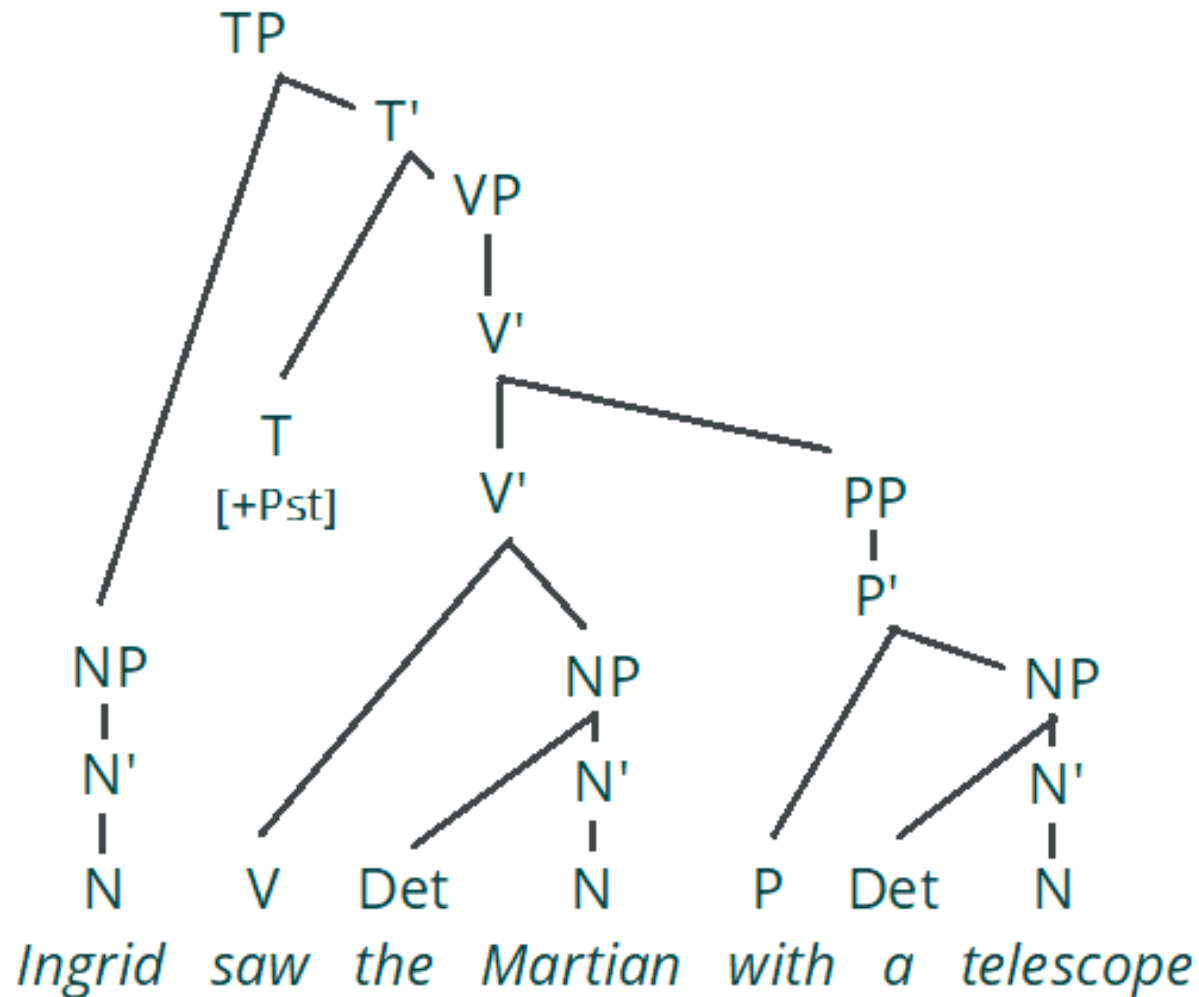 TP
T'
VP
V'
T
[+Pst]
V'
PP
P'
NP
NP
NP
N'
N'
N'
N V Det N P Det N
Ingrid saw the Martian with a telescope